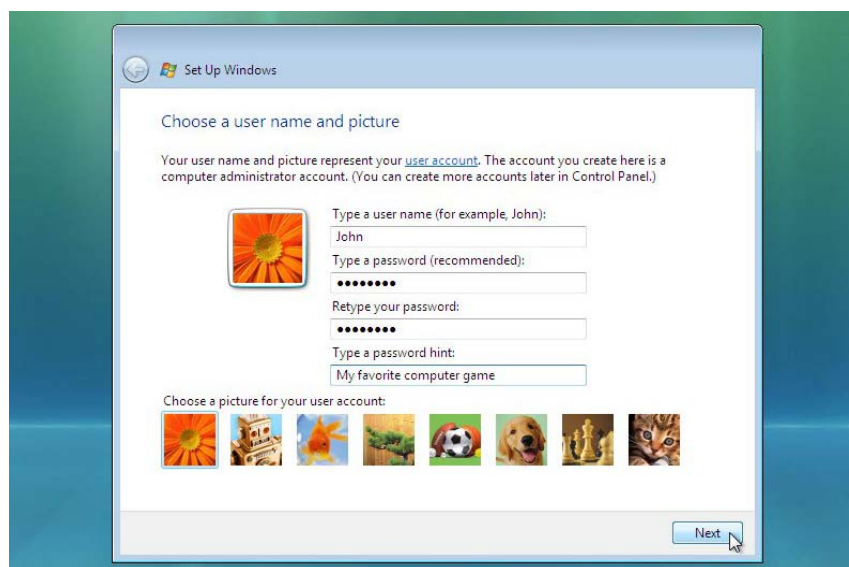 Set Up Windows
Choose a user name and picture
Your user name and picture represent your user account. The account you create here is a
computer administrator account. (You can create more accounts later in Control Panel.)
Type a user name (for example, John):
John
Type a password (recommended):
●●●●●●●●
Retype your password:
●●●●●●●●
Type a password hint:
My favorite computer game
Choose a picture for your user account:
Next